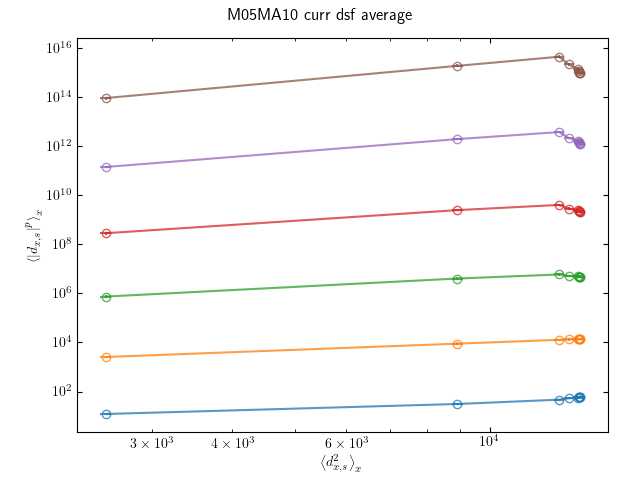 M05MA10 curr dsf average
10^16
10^14
10^12
10^10
10^8
10^6
10^4
10^2
⟨|d_{x,s}|^p⟩_x
3 × 10^3
4 × 10^3
6 × 10^3
10^4
⟨d^2_{x,s}⟩_x